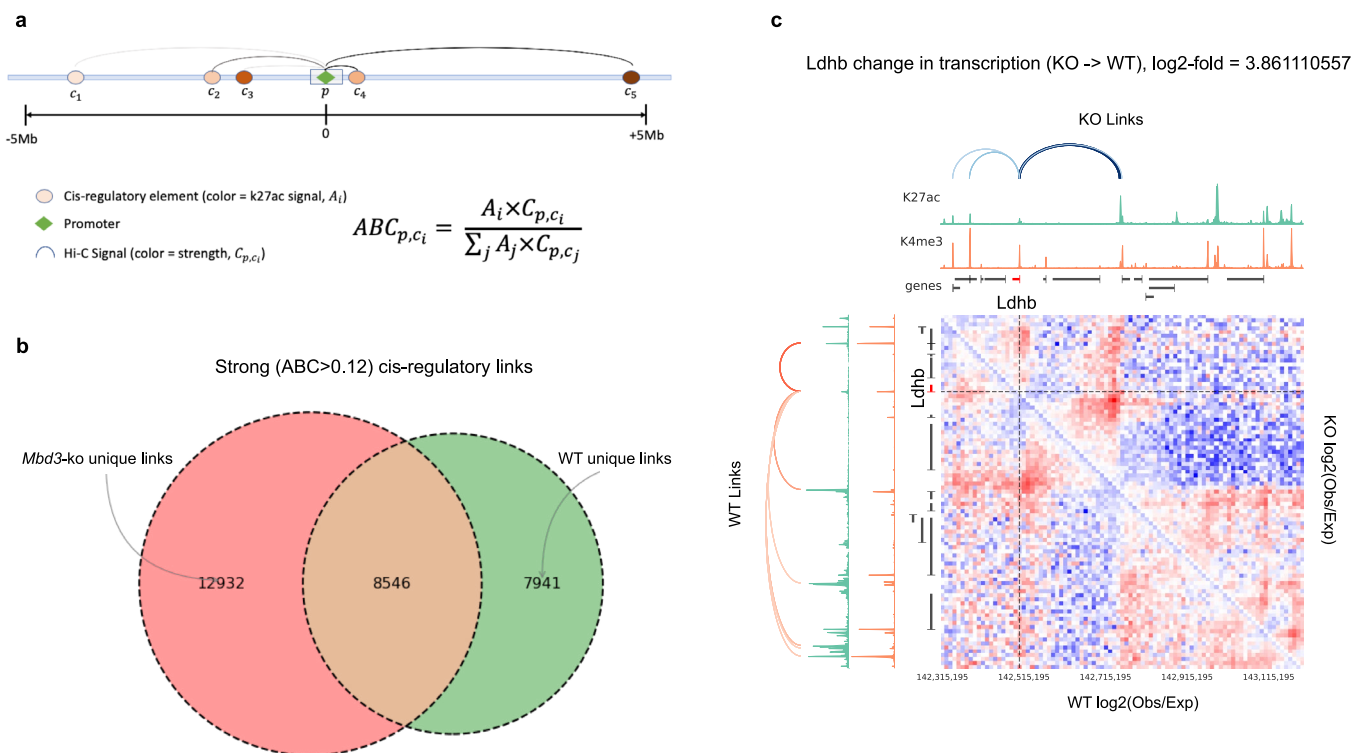 a
c₁
c₂
c₃
p
c₄
c₅
-5Mb
0
+5Mb
Cis-regulatory element (color = k27ac signal, Aᵢ)
Promoter
Hi-C Signal (color = strength, C_{p,cᵢ})
ABC_{p,cᵢ} = Aᵢ×C_{p,cᵢ} / ∑ⱼ Aⱼ×C_{p,cⱼ}
b
Strong (ABC>0.12) cis-regulatory links
Mbd3-ko unique links
WT unique links
12932
8546
7941
c
Ldhb change in transcription (KO -> WT), log2-fold = 3.861110557
KO Links
K27ac
K4me3
genes
Ldhb
WT Links
Ldhb
KO log2(Obs/Exp)
142,315,195
142,515,195
142,715,195
142,915,195
143,115,195
WT log2(Obs/Exp)